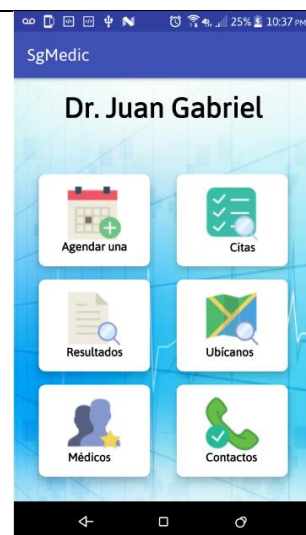 25% 10:37 PM
SgMedic
Dr. Juan Gabriel
Agendar una
Citas
Resultados
Ubícanos
Médicos
Contactos